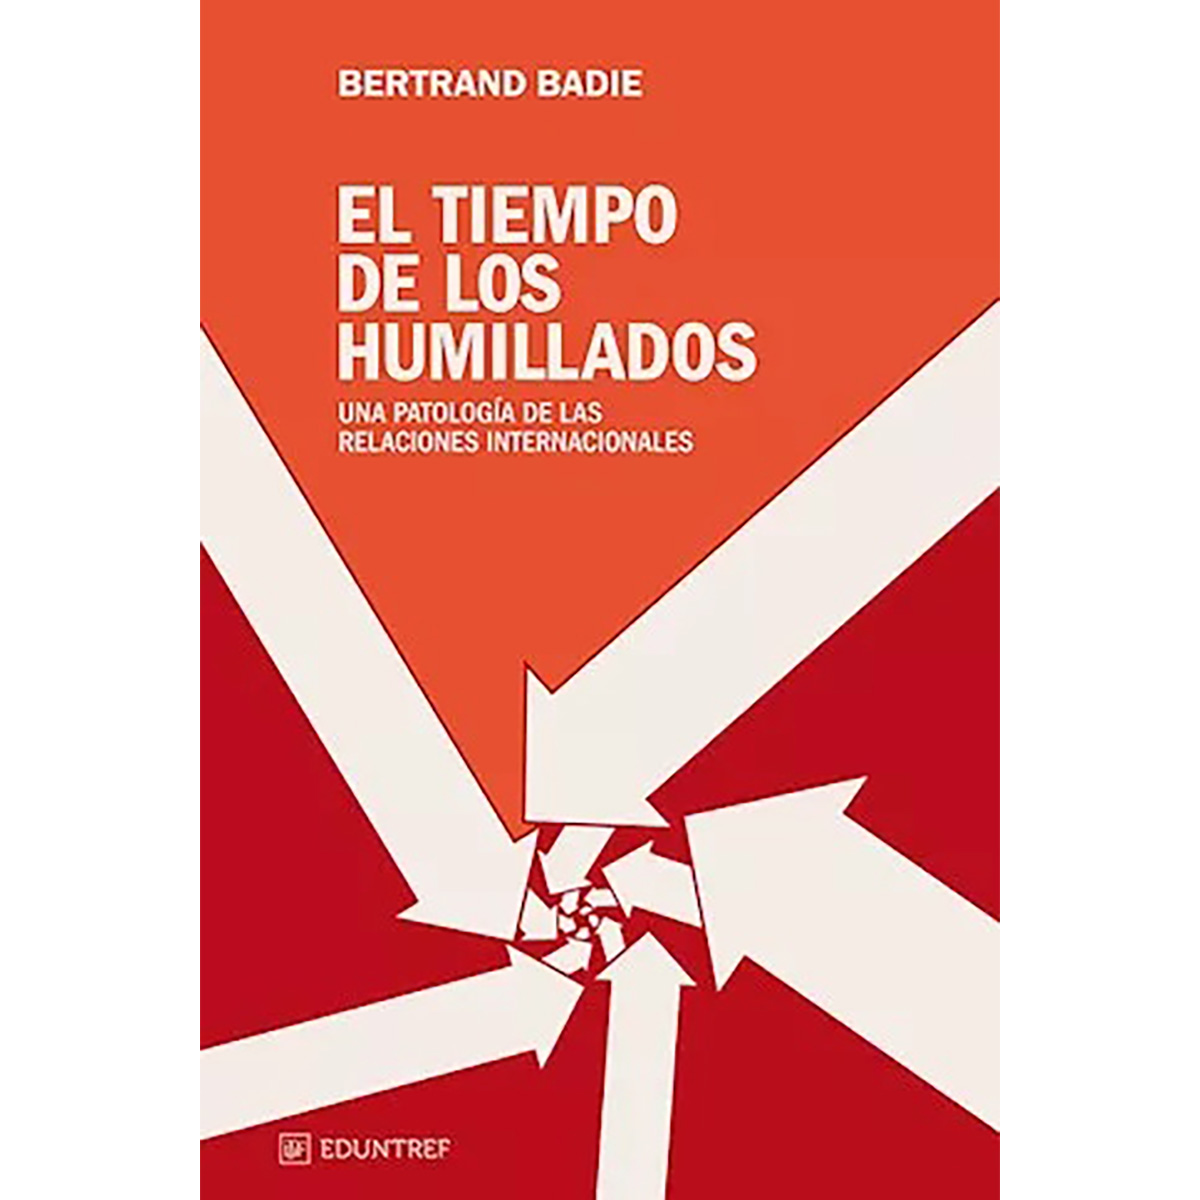 BERTRAND BADIE
EL TIEMPO
DE LOS
HUMILLADOS
UNA PATOLOGÍA DE LAS
RELACIONES INTERNACIONALES
EDUNTREF